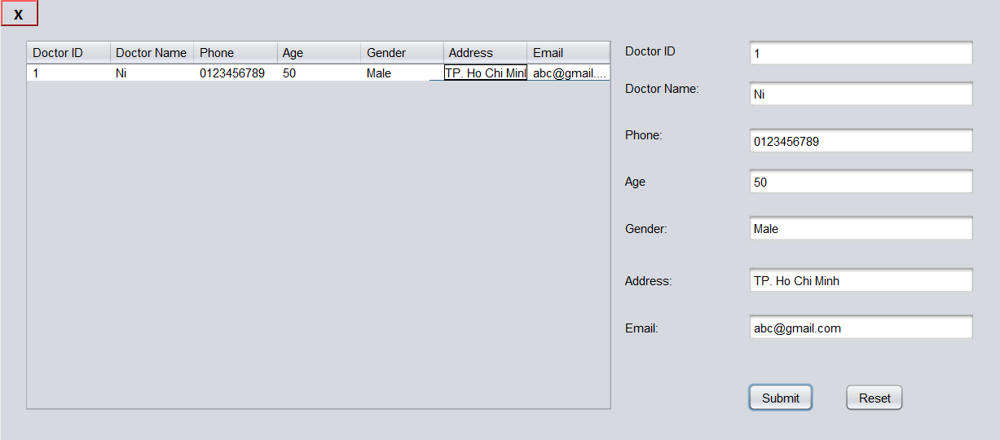 X
Doctor ID Doctor Name Phone Age Gender Address Email
1 Ni 0123456789 50 Male TP. Ho Chi Minl abc@gmail....
Doctor ID 1
Doctor Name: Ni
Phone: 0123456789
Age 50
Gender: Male
Address: TP. Ho Chi Minh
Email: abc@gmail.com
Submit Reset